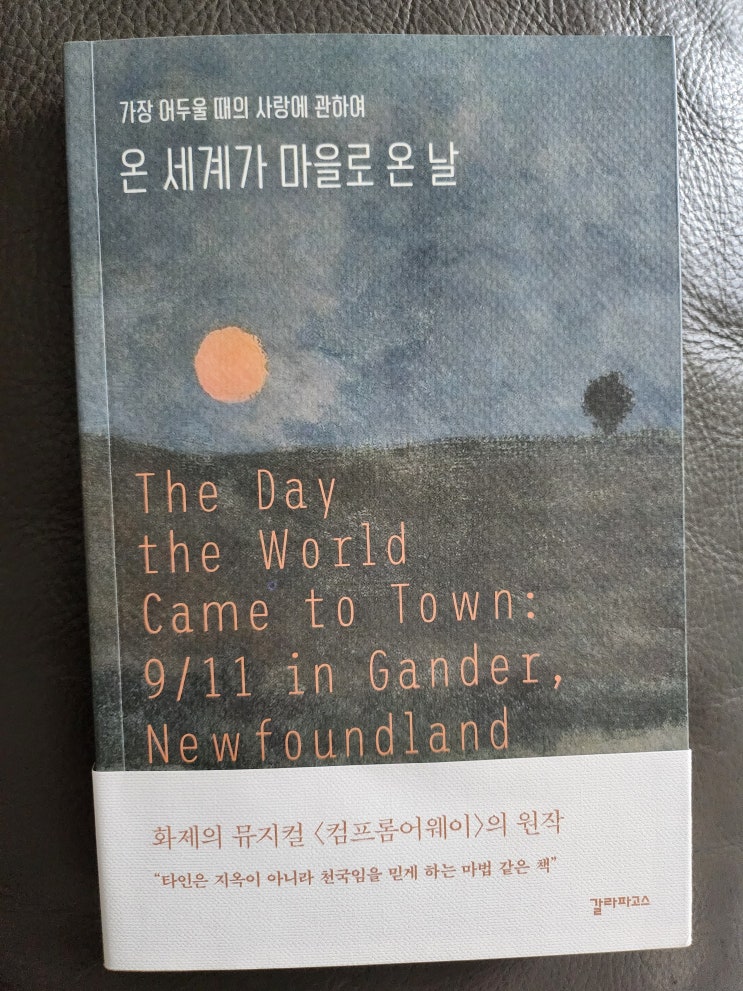 가장 어두울 때의 사랑에 관하여
온 세계가 마을로 온 날
The Day
the World
Came to Town:
9/11 in Gander,
Newfoundland
화제의 뮤지컬 〈컴프롬어웨이〉의 원작
“타인은 지옥이 아니라 천국임을 믿게 하는 마법 같은 책”
갈라파고스